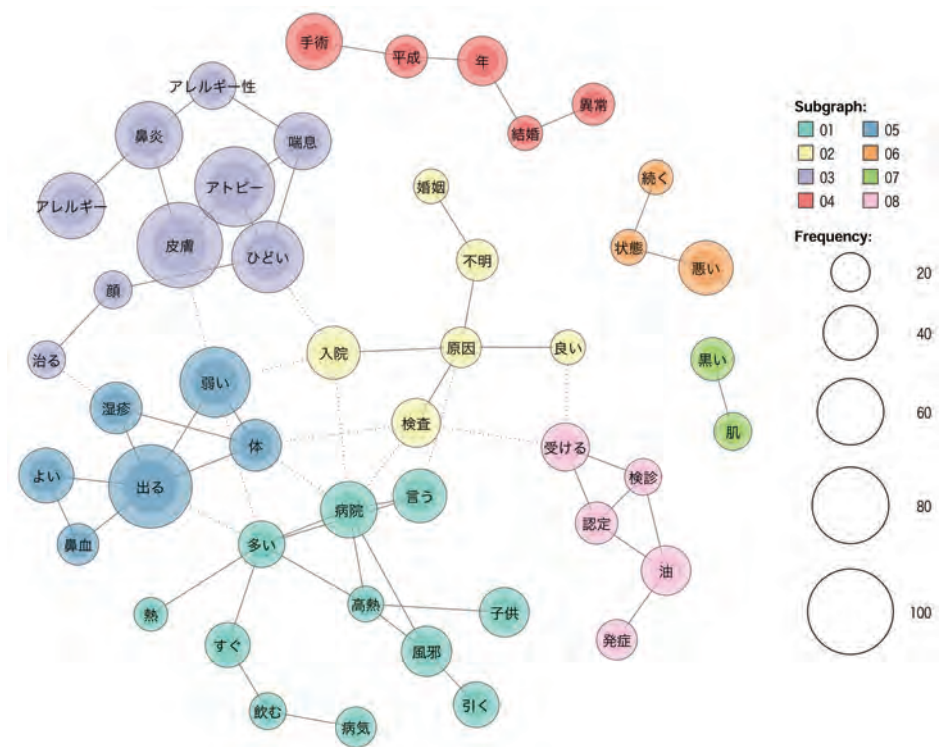 手術
平成
年
結婚
異常
アレルギー性
鼻炎
喘息
アレルギー
アトピー
皮膚
ひどい
顔
治る
婚姻
不明
入院
原因
良い
検査
続く
状態
悪い
黒い
肌
弱い
湿疹
体
よい
出る
鼻血
受ける
検診
認定
油
発症
言う
病院
多い
熱
高熱
子供
すぐ
風邪
飲む
病気
引く
Subgraph:
01 05
02 06
03 07
04 08
Frequency:
20
40
60
80
100